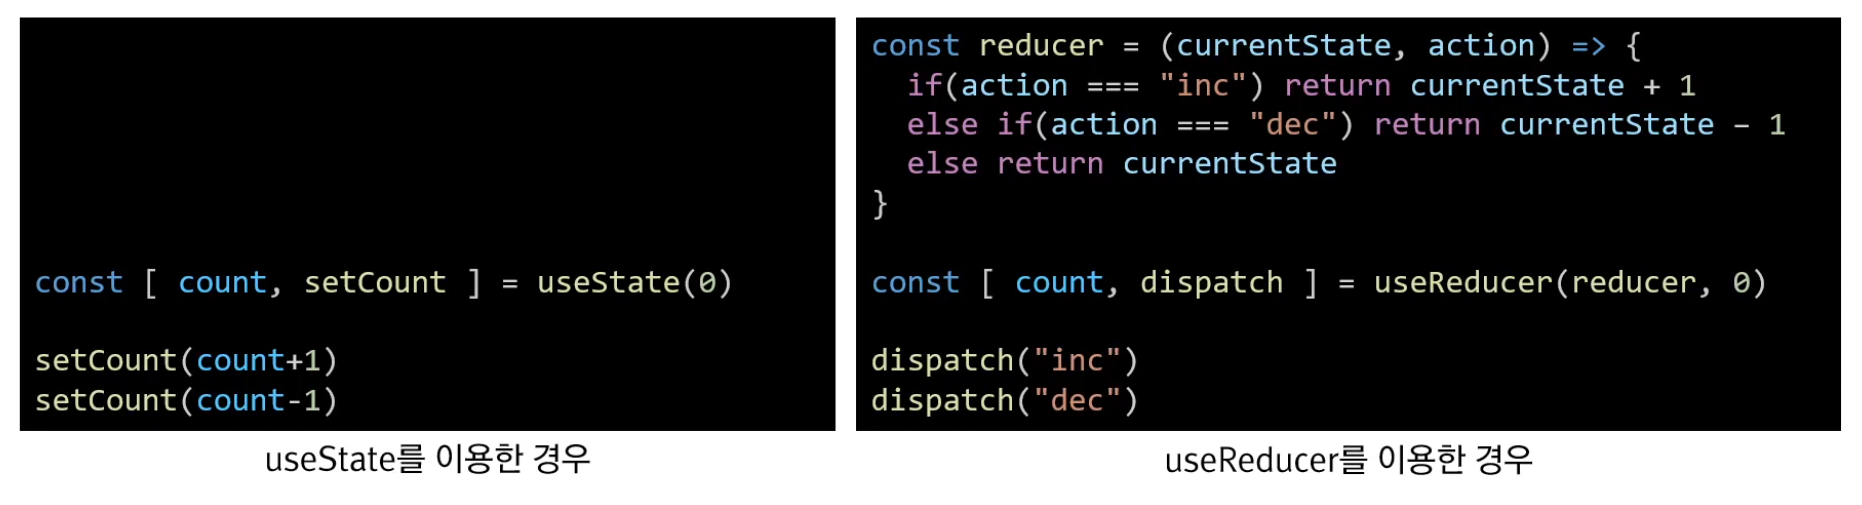 const [ count, setCount ] = useState(0)
setCount(count+1)
setCount(count-1)
useState를 이용한 경우
const reducer = (currentState, action) => {
  if(action === "inc") return currentState + 1
  else if(action === "dec") return currentState – 1
  else return currentState
}
const [ count, dispatch ] = useReducer(reducer, 0)
dispatch("inc")
dispatch("dec")
useReducer를 이용한 경우